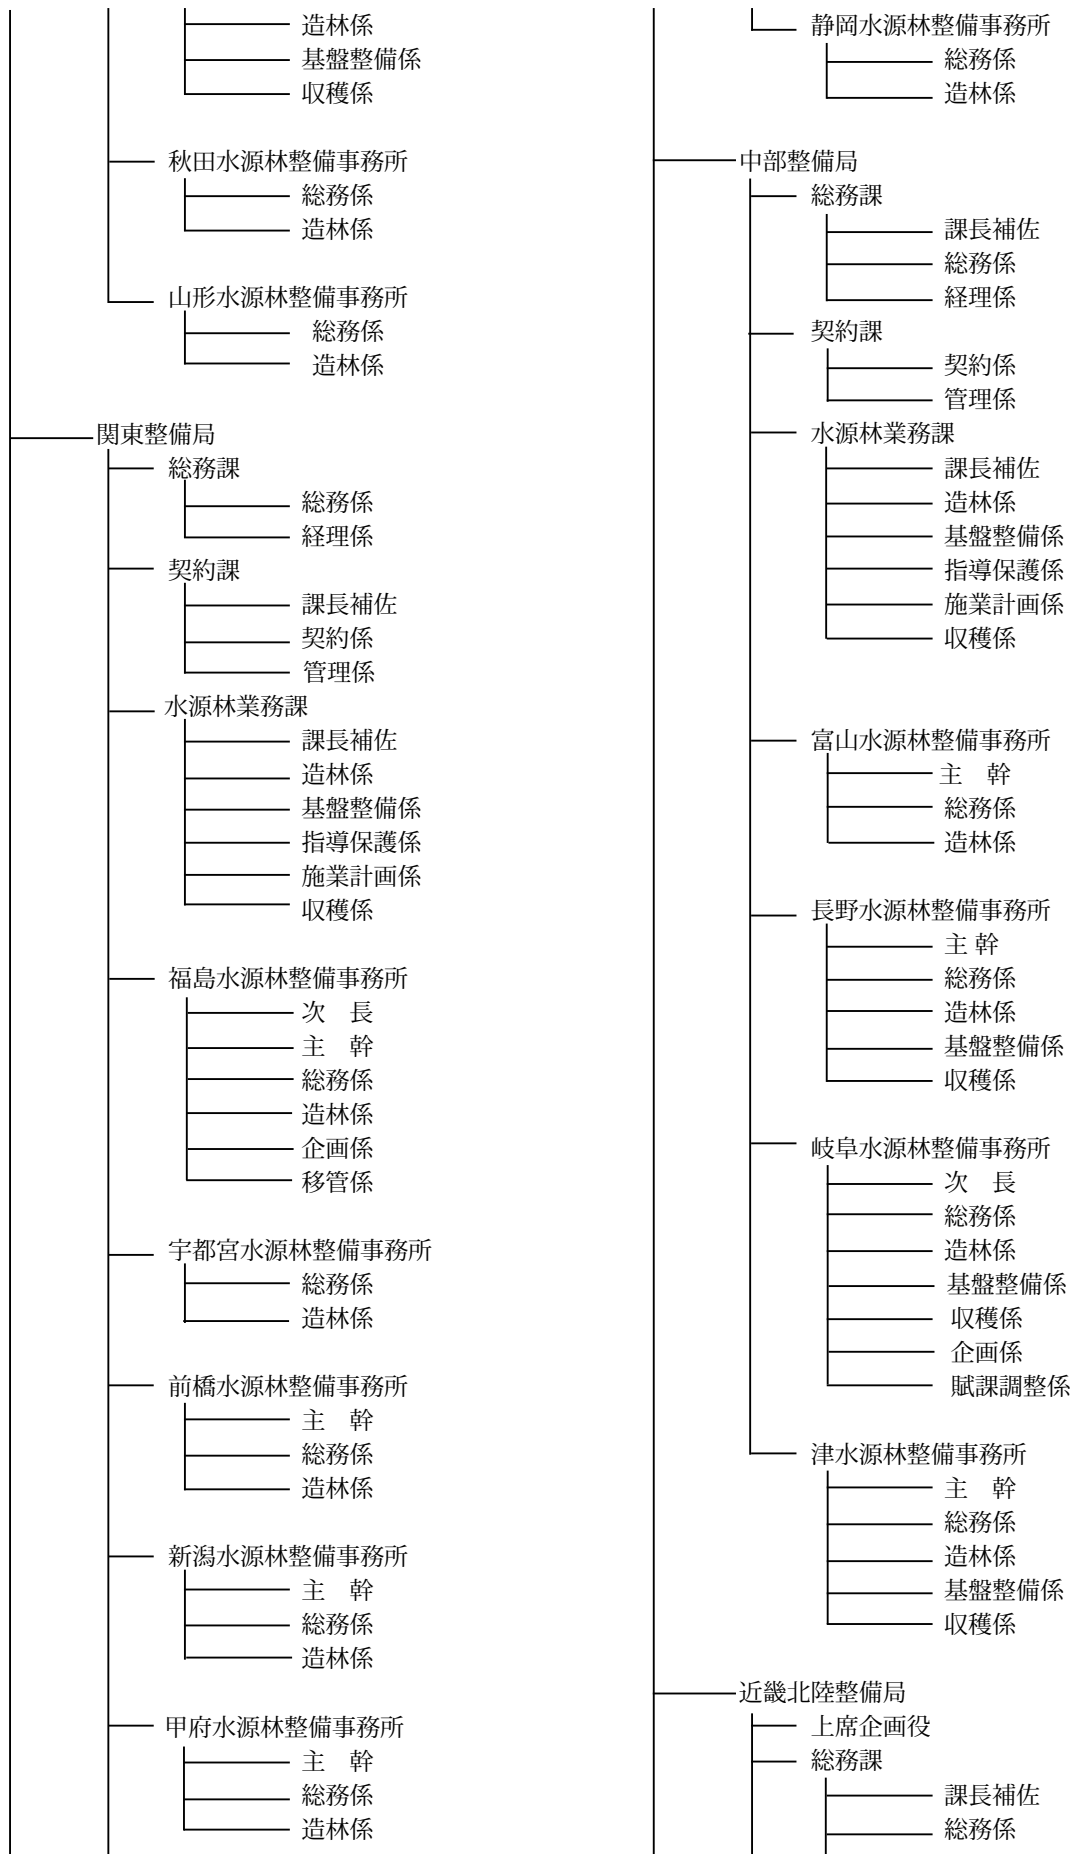 造林係
基盤整備係
収穫係
秋田水源林整備事務所
総務係
造林係
山形水源林整備事務所
総務係
造林係
関東整備局
総務課
総務係
経理係
契約課
課長補佐
契約係
管理係
水源林業務課
課長補佐
造林係
基盤整備係
指導保護係
施業計画係
収穫係
福島水源林整備事務所
次　長
主　幹
総務係
造林係
企画係
移管係
宇都宮水源林整備事務所
総務係
造林係
前橋水源林整備事務所
主　幹
総務係
造林係
新潟水源林整備事務所
主　幹
総務係
造林係
甲府水源林整備事務所
主　幹
総務係
造林係
静岡水源林整備事務所
総務係
造林係
中部整備局
総務課
課長補佐
総務係
経理係
契約課
契約係
管理係
水源林業務課
課長補佐
造林係
基盤整備係
指導保護係
施業計画係
収穫係
富山水源林整備事務所
主　幹
総務係
造林係
長野水源林整備事務所
主 幹
総務係
造林係
基盤整備係
収穫係
岐阜水源林整備事務所
次　長
総務係
造林係
基盤整備係
収穫係
企画係
賦課調整係
津水源林整備事務所
主　幹
総務係
造林係
基盤整備係
収穫係
近畿北陸整備局
上席企画役
総務課
課長補佐
総務係